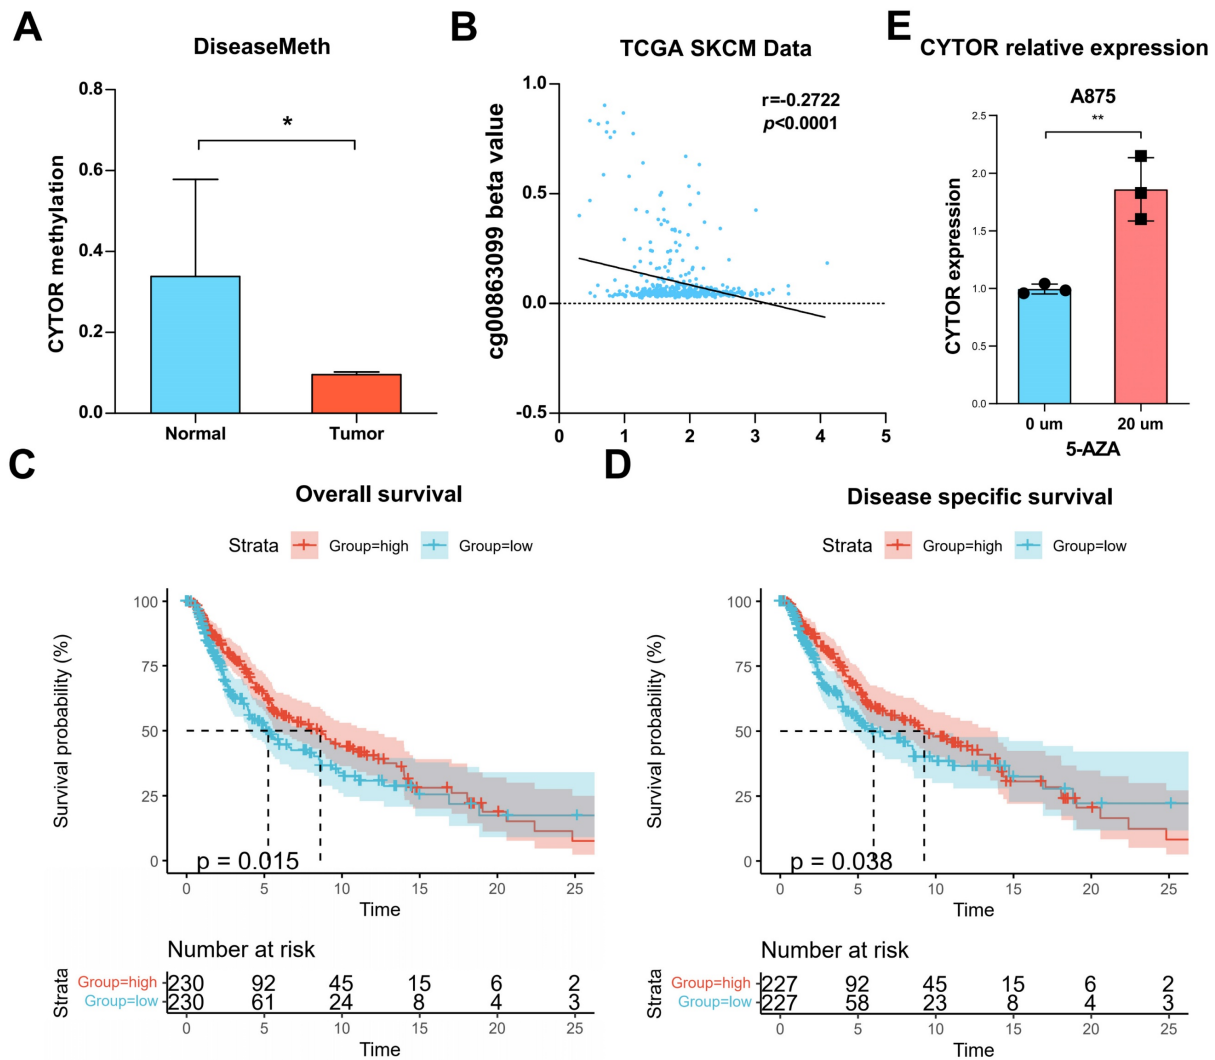 A
DiseaseMeth
CYTOR methylation
0.8
0.6
0.4
0.2
0.0
*
Normal Tumor
B
TCGA SKCM Data
cg00863099 beta value
1.0
0.5
0.0
-0.5
r=-0.2722
p<0.0001
0 1 2 3 4 5
E
CYTOR relative expression
A875
**
CYTOR expression
2.5
2.0
1.5
1.0
0.5
0.0
0 um 20 um
5-AZA
C
Overall survival
Strata Group=high Group=low
Survival probability (%)
100
75
50
25
0
p = 0.015
0 5 10 15 20 25
Time
Number at risk
Strata
Group=high 230 92 45 15 6 2
Group=low 230 61 24 8 4 3
0 5 10 15 20 25
Time
D
Disease specific survival
Strata Group=high Group=low
Survival probability (%)
100
75
50
25
0
p = 0.038
0 5 10 15 20 25
Time
Number at risk
Strata
Group=high 227 92 45 15 6 2
Group=low 227 58 23 8 4 3
0 5 10 15 20 25
Time